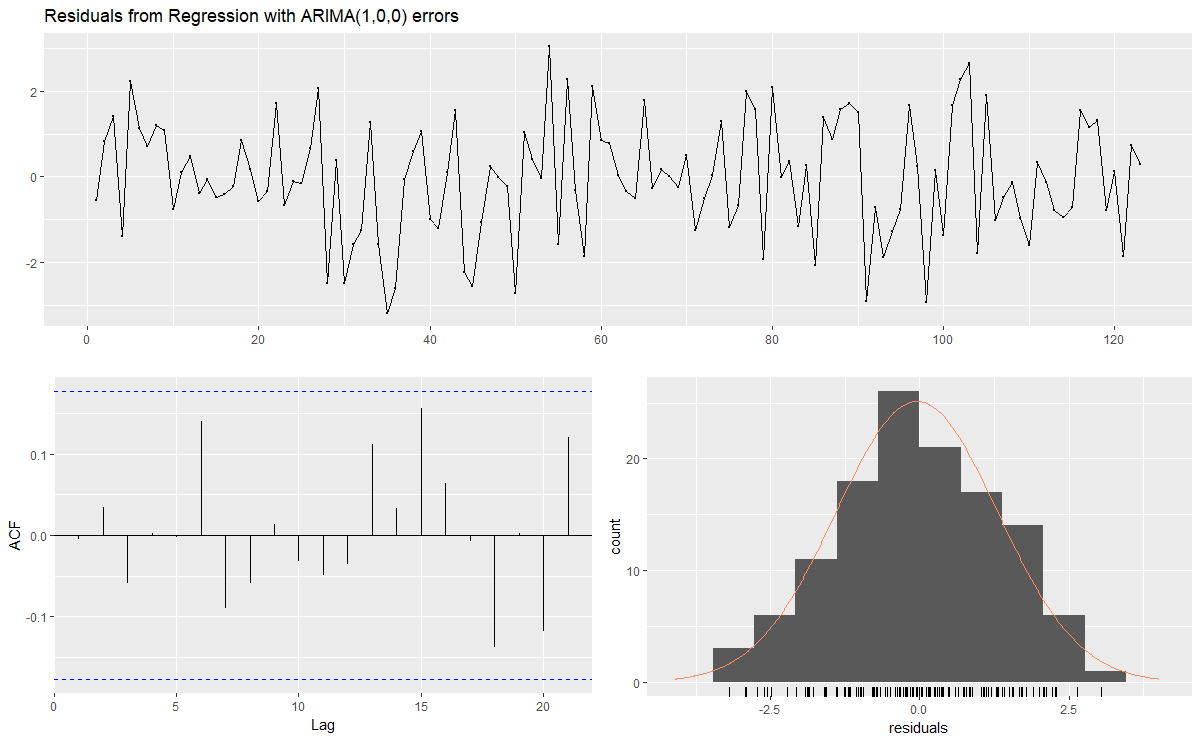 Residuals from Regression with ARIMA(1,0,0) errors
2
0
-2
0 20 40 60 80 100 120
ACF
0.1
0.0
-0.1
0 5 10 15 20
Lag
count
20
10
0
-2.5 0.0 2.5
residuals